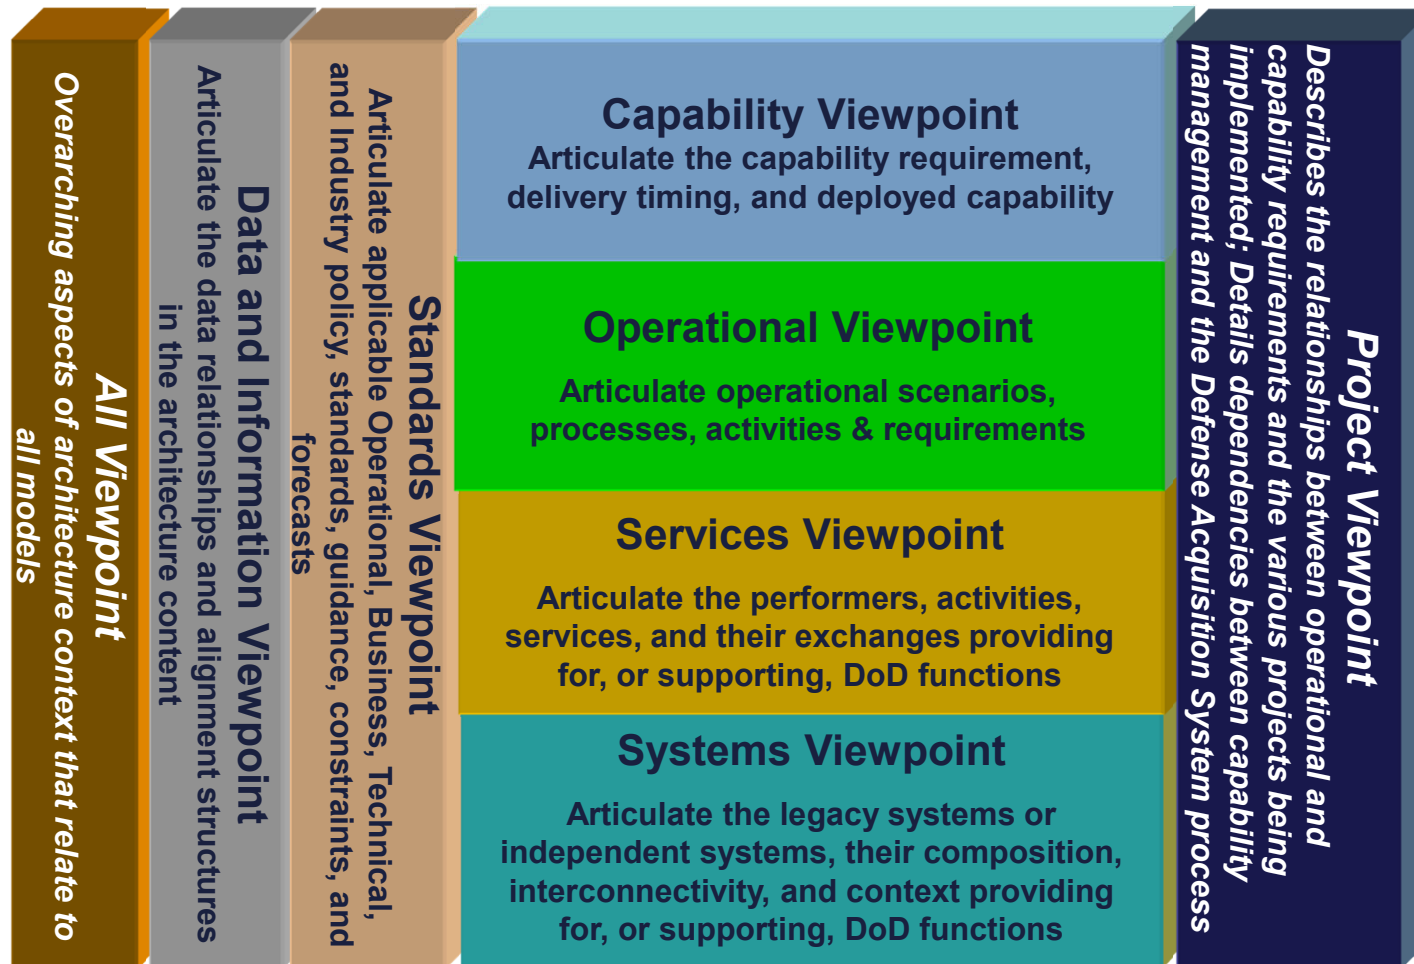 All Viewpoint
Overarching aspects of architecture context that relate to
all models
Data and Information Viewpoint
Articulate the data relationships and alignment structures
in the architecture content
Standards Viewpoint
Articulate applicable Operational, Business, Technical,
and Industry policy, standards, guidance, constraints, and
forecasts
Capability Viewpoint
Articulate the capability requirement,
delivery timing, and deployed capability
Operational Viewpoint
Articulate operational scenarios,
processes, activities & requirements
Services Viewpoint
Articulate the performers, activities,
services, and their exchanges providing
for, or supporting, DoD functions
Systems Viewpoint
Articulate the legacy systems or
independent systems, their composition,
interconnectivity, and context providing
for, or supporting, DoD functions
Project Viewpoint
Describes the relationships between operational and
capability requirements and the various projects being
implemented; Details dependencies between capability
management and the Defense Acquisition System process